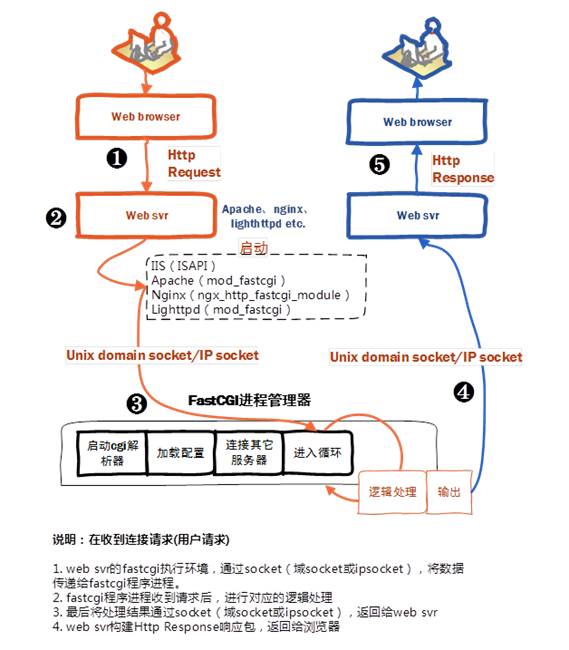 Web browser
❶
Http
Request
❷
Web svr
Apache、nginx、
lighthttpd etc.
启动
IIS（ISAPI）
Apache（mod_fastcgi）
Nginx（ngx_http_fastcgi_module）
Lighttpd（mod_fastcgi）
Unix domain socket/IP socket
❸
FastCGI进程管理器
启动cgi解
析器
加载配置
连接其它
服务器
进入循环
逻辑处理
输出
❹
Unix domain socket/IP socket
Web svr
❺
Http
Response
Web browser
说明：在收到连接请求(用户请求)
1. web svr的fastcgi执行环境，通过socket（域socket或ipsocket），将数据
传递给fastcgi程序进程。
2. fastcgi程序进程收到请求后，进行对应的逻辑处理
3. 最后将处理结果通过socket（域socket或ipsocket），返回给web svr
4. web svr构建Http Response响应包，返回给浏览器